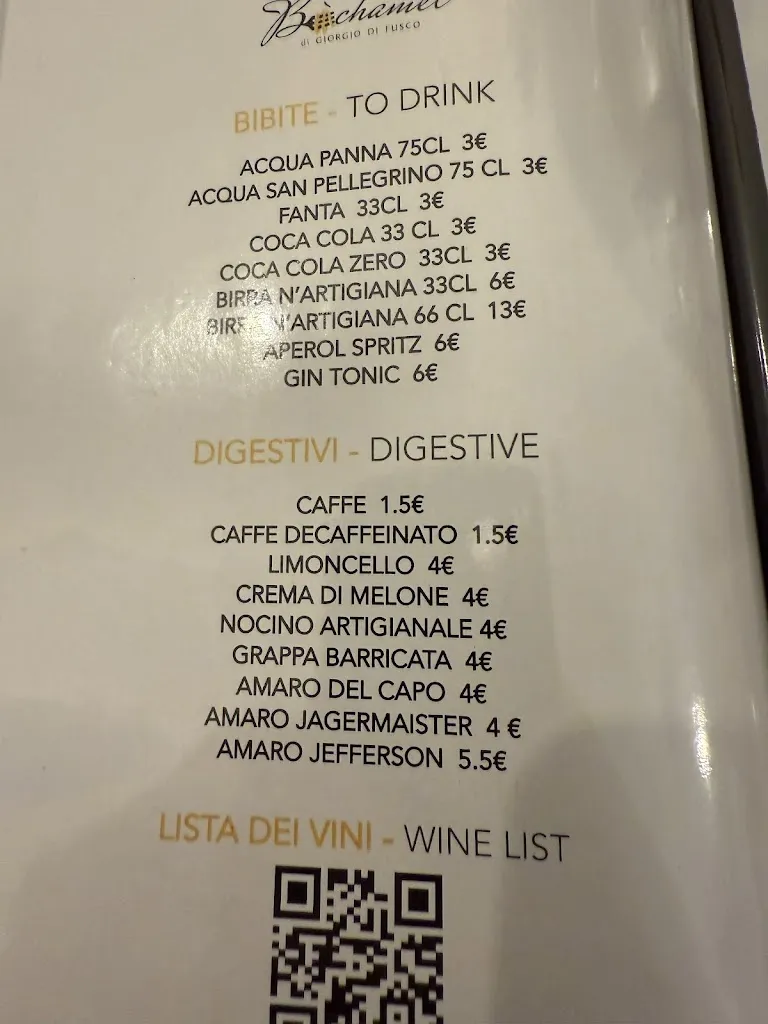 Bèchamel
di GIORGIO DI FUSCO
BIBITE - TO DRINK
ACQUA PANNA 75CL 3€
ACQUA SAN PELLEGRINO 75 CL 3€
FANTA 33CL 3€
COCA COLA 33 CL 3€
COCA COLA ZERO 33CL 3€
BIRRA N'ARTIGIANA 33CL 6€
BIRRA N'ARTIGIANA 66 CL 13€
APEROL SPRITZ 6€
GIN TONIC 6€
DIGESTIVI - DIGESTIVE
CAFFE 1.5€
CAFFE DECAFFEINATO 1.5€
LIMONCELLO 4€
CREMA DI MELONE 4€
NOCINO ARTIGIANALE 4€
GRAPPA BARRICATA 4€
AMARO DEL CAPO 4€
AMARO JAGERMAISTER 4 €
AMARO JEFFERSON 5.5€
LISTA DEI VINI - WINE LIST